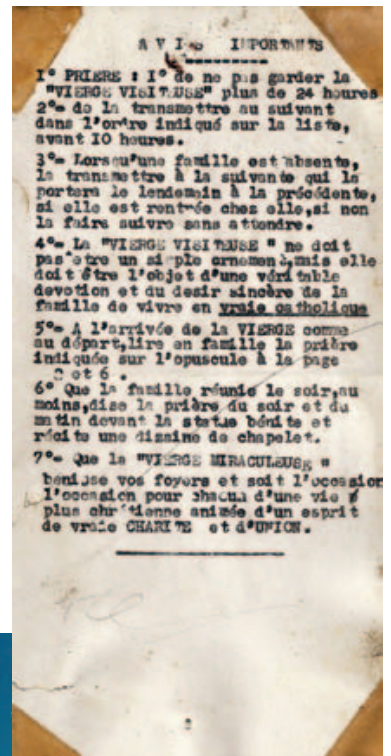 AVIS IMPORTANTS
I° PRIERE : I° de ne pas garder la
"VIERGE VISITEUSE" plus de 24 heures
2°= de la transmettre au suivant
dans l'ordre indiqué sur la liste,
avant IO heures.
3°= Lorsqu'une famille est absente,
la transmettre à la suivante qui la
portera le lendemain à la précédente,
si elle est rentrée chez elle,si non
la faire suivre sans attendre.
4°= La "VIERGE VISITEUSE " ne doit
pas etre un simple ornement,mais elle
doit être l'objet d'une véritable
devotion et du desir sincère de la
famille de vivre en vraie catholique
5°= A l'arrivée de la VIERGE comme
au départ,lire en famille la prière
indiquée sur l'opuscule à la page
et 6 .
6° Que la famille réunie le soir,au
moins,dise la prière du soir et du
matin devant la statue bénite et
récite une dizaine de chapelet.
7°= Que la "VIERGE MIRACULEUSE "
benisse vos foyers et soit l'occasion
l'occasion pour chacun d'une vie
plus chrétienne animée d'un esprit
de vraie CHARITE et d'UNION.